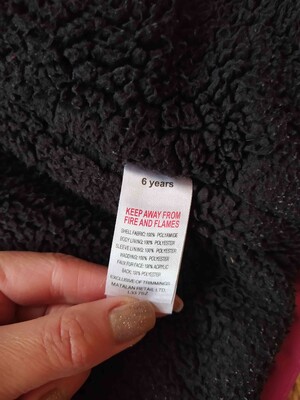 6 years
KEEP AWAY FROM
FIRE AND FLAMES
SHELL FABRIC:100% POLYAMIDE
BODY LINING:100% POLYESTER
SLEEVE LINING:100% POLYESTER
WADDING:100% POLYESTER
FAUX FUR FACE: 100% ACRYLIC
BACK: 100% POLYESTER
EXCLUSIVE OF TRIMMINGS
MATALAN RETAIL LTD.